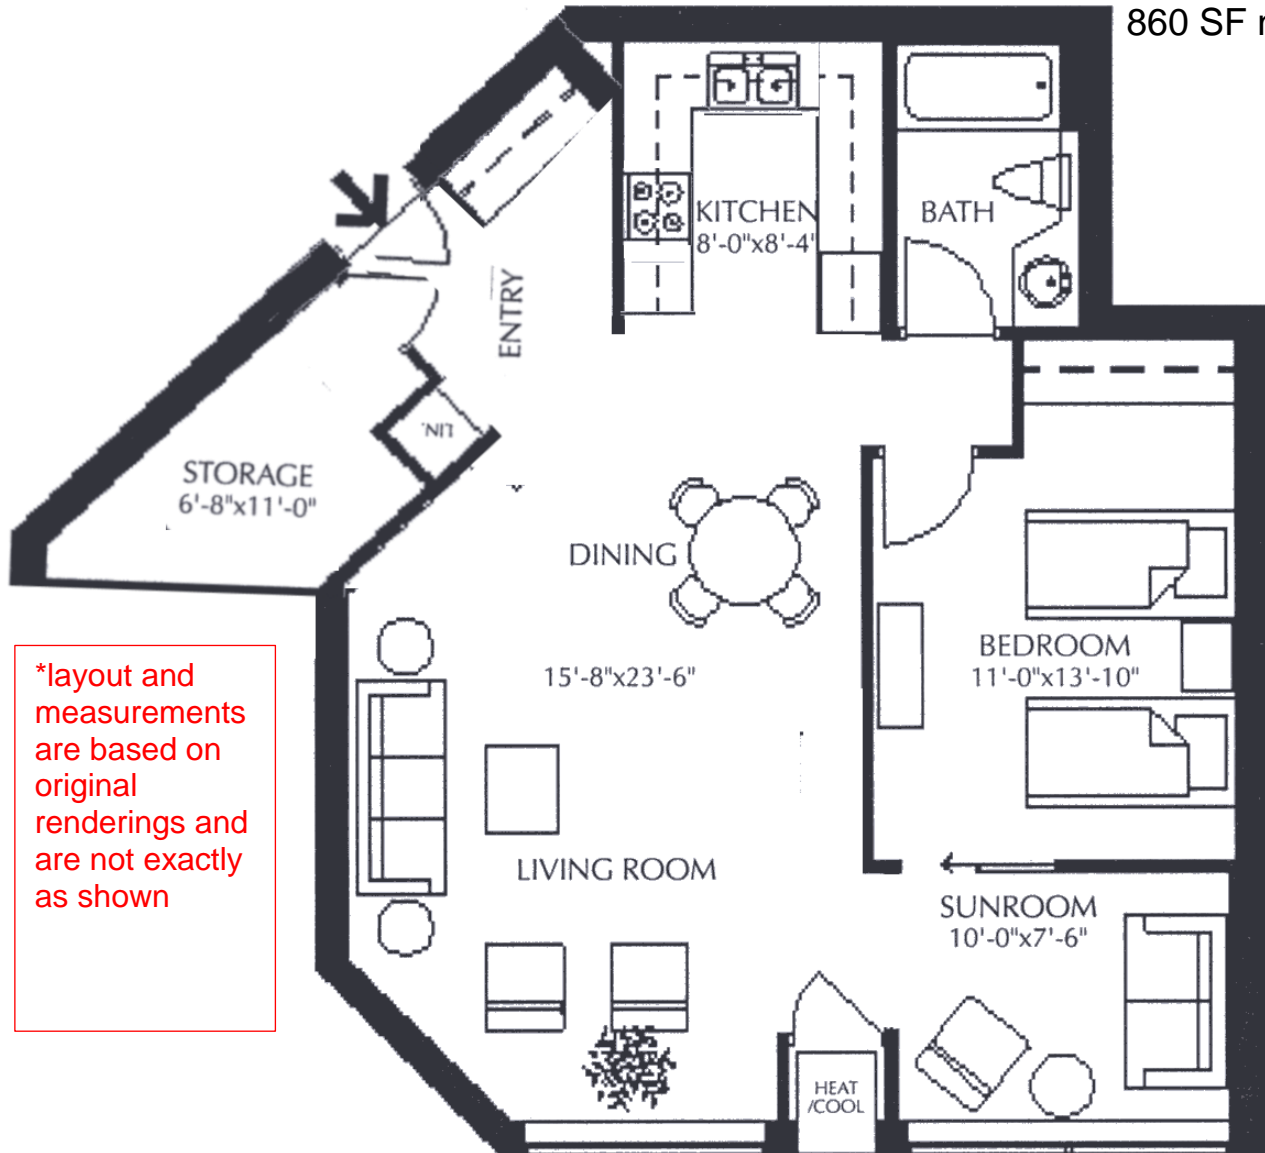 860 SF
KITCHEN
8'-0"x8'-4"
BATH
ENTRY
LIN.
STORAGE
6'-8"x11'-0"
DINING
15'-8"x23'-6"
BEDROOM
11'-0"x13'-10"
*layout and
measurements
are based on
original
renderings and
are not exactly
as shown
LIVING ROOM
SUNROOM
10'-0"x7'-6"
HEAT
/COOL